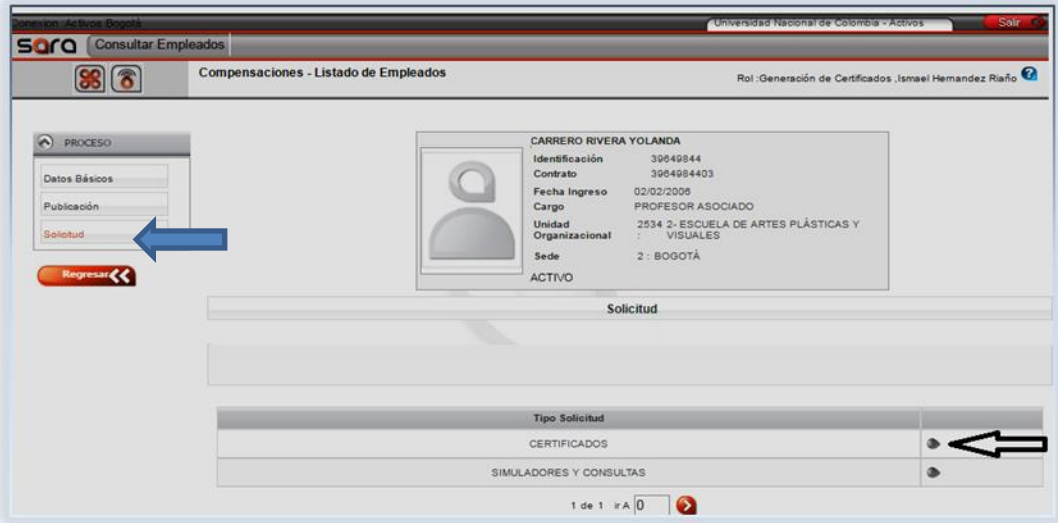 Conexion :Activos Bogotá
Universidad Nacional de Colombia - Activos
Salir
sara
Consultar Empleados
Compensaciones - Listado de Empleados
Rol :Generación de Certificados ,Ismael Hernandez Riaño
PROCESO
Datos Básicos
Publicación
Solicitud
Regresar
CARRERO RIVERA YOLANDA
Identificación 39649844
Contrato 3964984403
Fecha Ingreso 02/02/2006
Cargo PROFESOR ASOCIADO
Unidad 2534 2- ESCUELA DE ARTES PLÁSTICAS Y
Organizacional : VISUALES
Sede 2 : BOGOTÁ
ACTIVO
Solicitud
Tipo Solicitud
CERTIFICADOS
SIMULADORES Y CONSULTAS
1 de 1 ir A 0